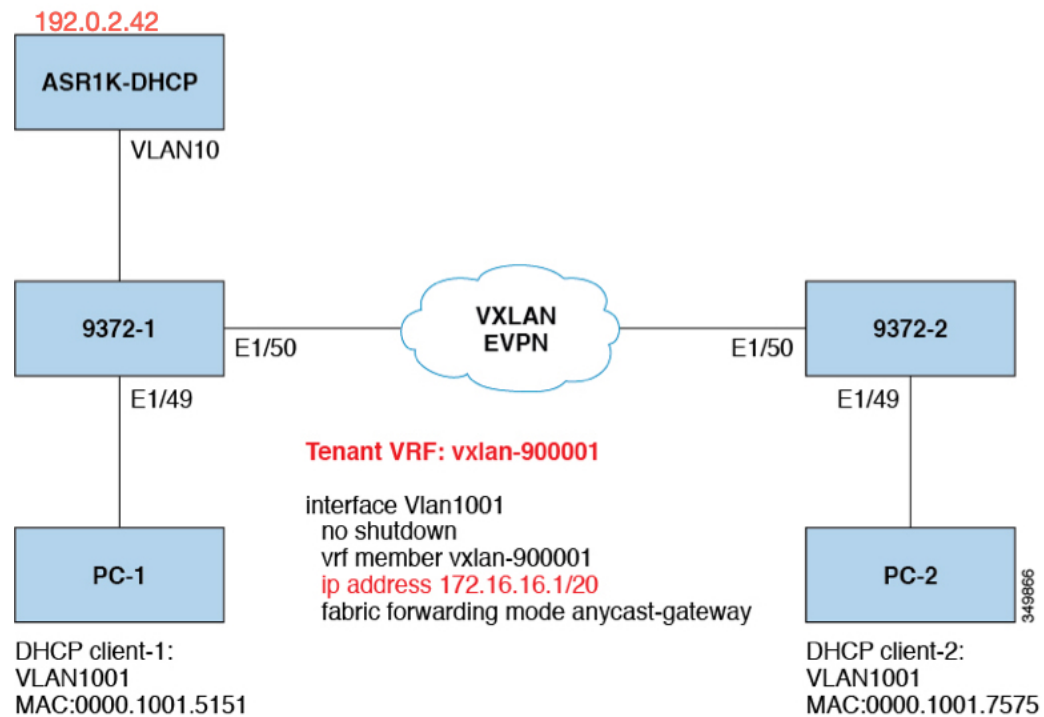 192.0.2.42
ASR1K-DHCP
VLAN10
9372-1
E1/50
VXLAN
EVPN
E1/50
9372-2
E1/49
E1/49
Tenant VRF: vxlan-900001
interface Vlan1001
no shutdown
vrf member vxlan-900001
ip address 172.16.16.1/20
fabric forwarding mode anycast-gateway
PC-1
PC-2
349866
DHCP client-1:
VLAN1001
MAC:0000.1001.5151
DHCP client-2:
VLAN1001
MAC:0000.1001.7575